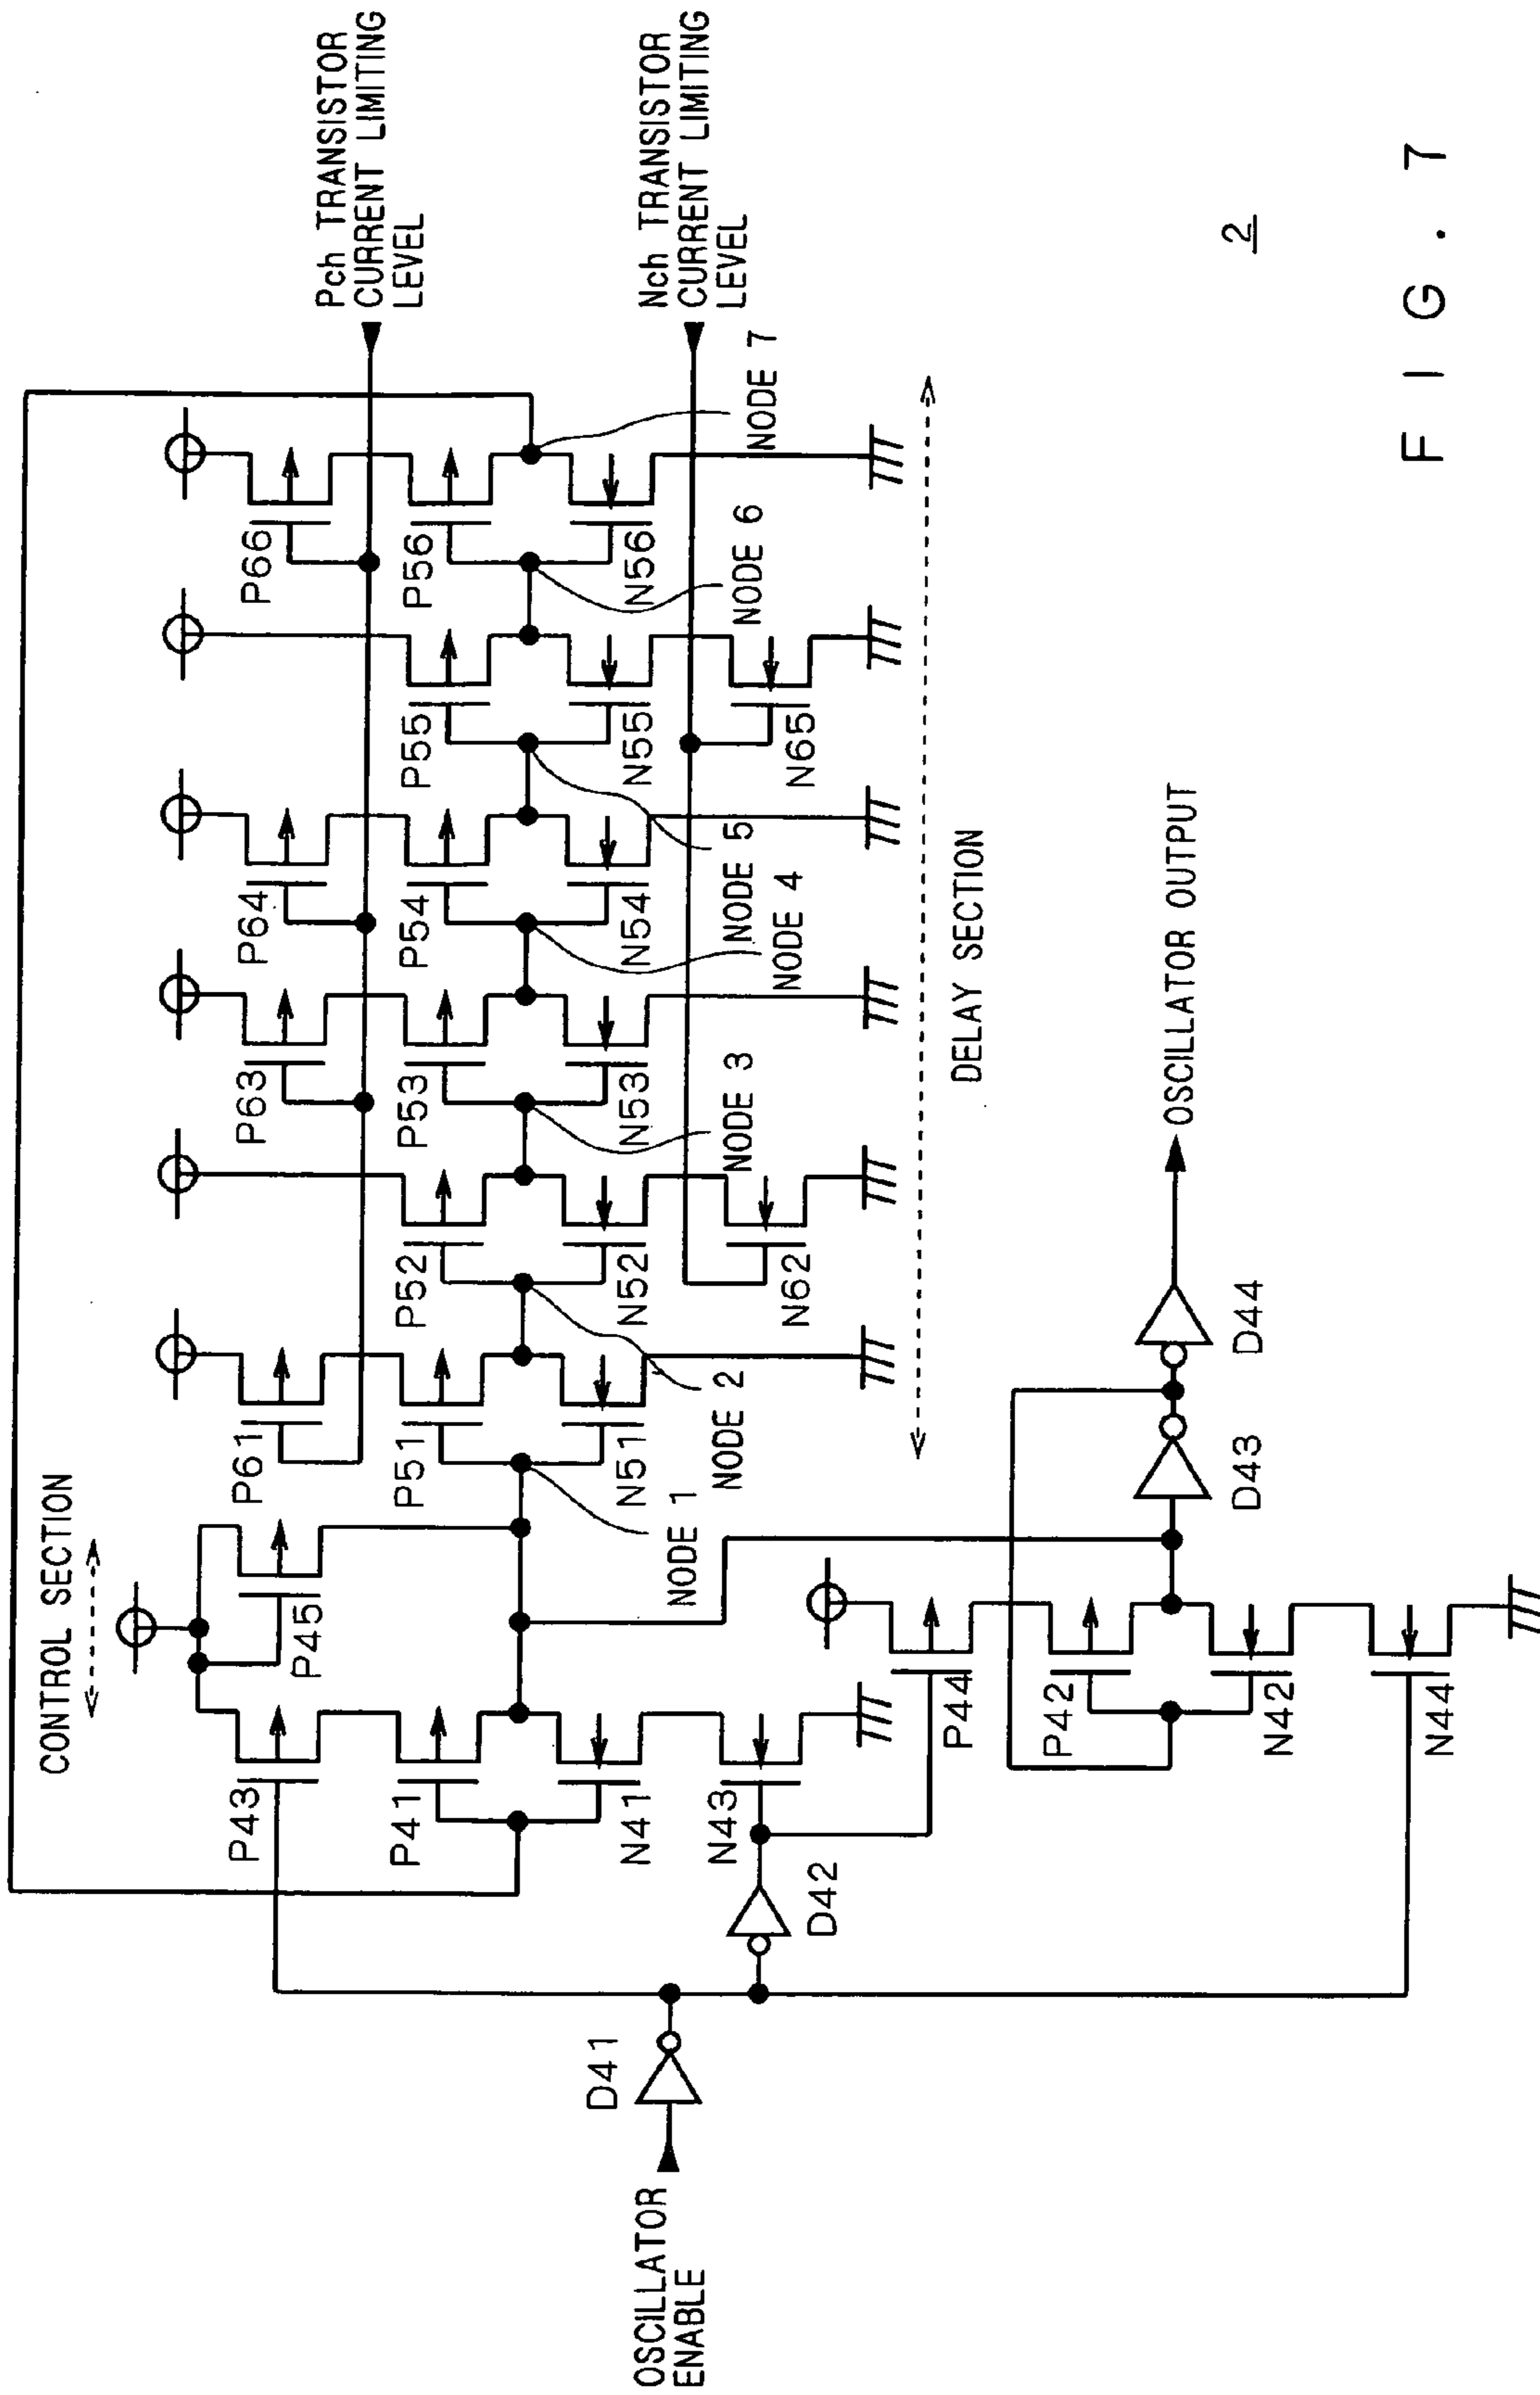 CONTROL SECTION
Pch TRANSISTOR
CURRENT LIMITING
LEVEL
Nch TRANSISTOR
CURRENT LIMITING
LEVEL
P43
P45
P61
P63
P64
P66
P41
P51
P52
P53
P54
P55
P56
N41
N51
N52
N53
N54
N55
N56
N43
N62
N65
NODE 1
NODE 2
NODE 3
NODE 4
NODE 5
NODE 6
NODE 7
DELAY SECTION
OSCILLATOR
ENABLE
D41
D42
P44
P42
N42
N44
D43
D44
OSCILLATOR OUTPUT
2
FIG. 7